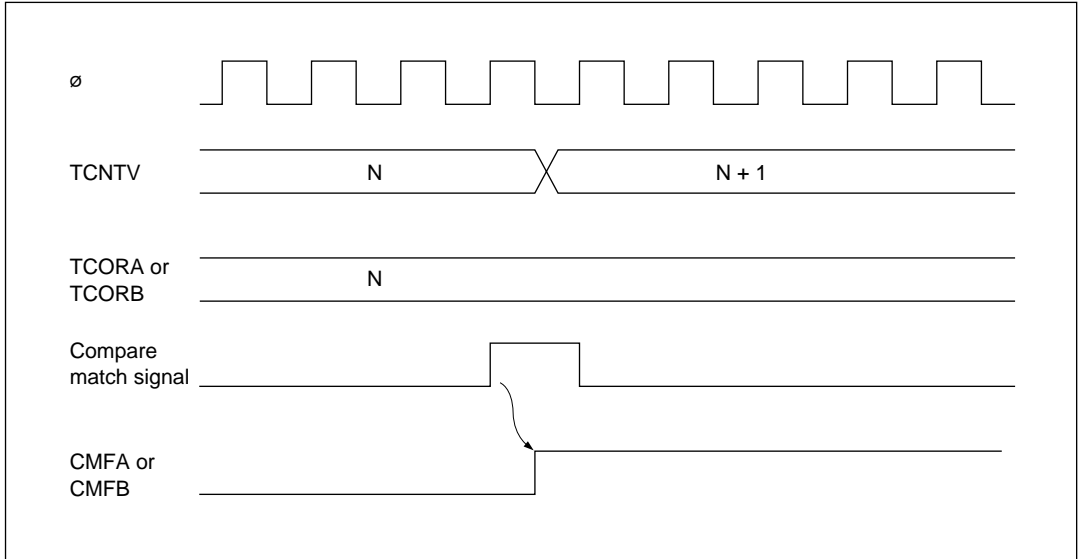 ø
TCNTV
N
N + 1
TCORA or
TCORB
N
Compare
match signal
CMFA or
CMFB